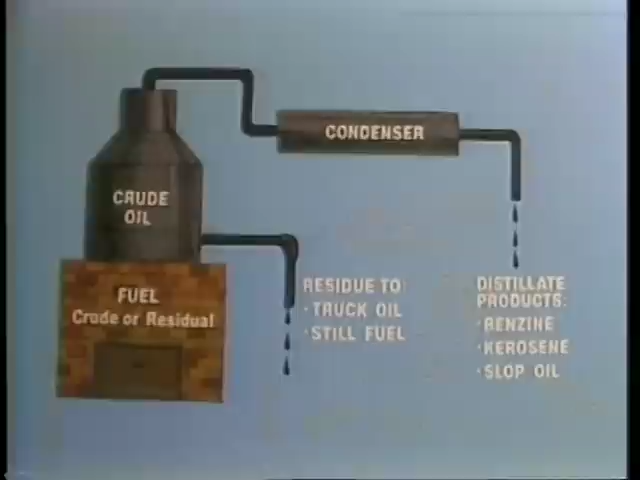 CONDENSER
CRUDE
OIL
FUEL
Crude or Residual
RESIDUE TO:
· TRUCK OIL
· STILL FUEL
DISTILLATE
PRODUCTS:
· BENZINE
· KEROSENE
· SLOP OIL